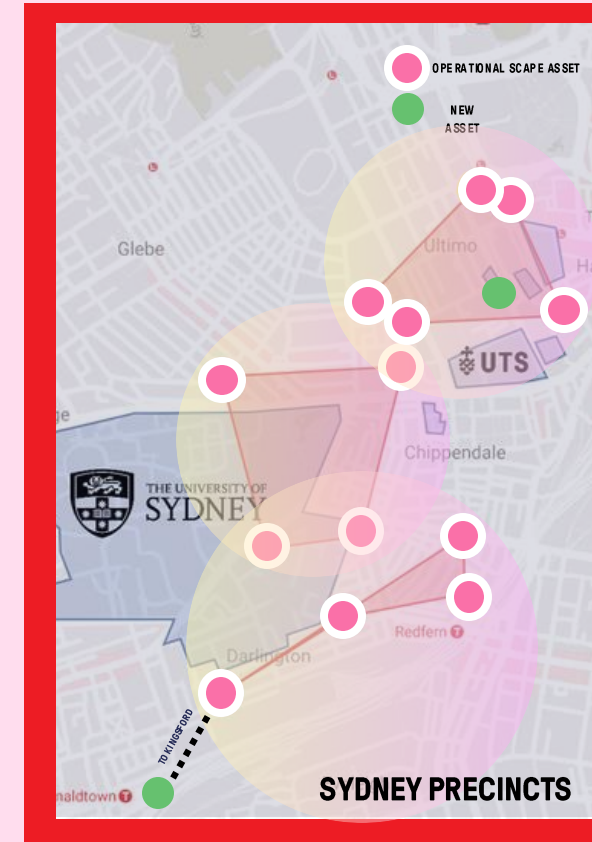 OPERATIONAL SCAPE ASSET
NEW
ASSET
Glebe
Ultimo
UTS
Chippendale
THE UNIVERSITY OF
SYDNEY
Redfern T
Darlington
TO KINGSFORD
naldtown T
SYDNEY PRECINCTS